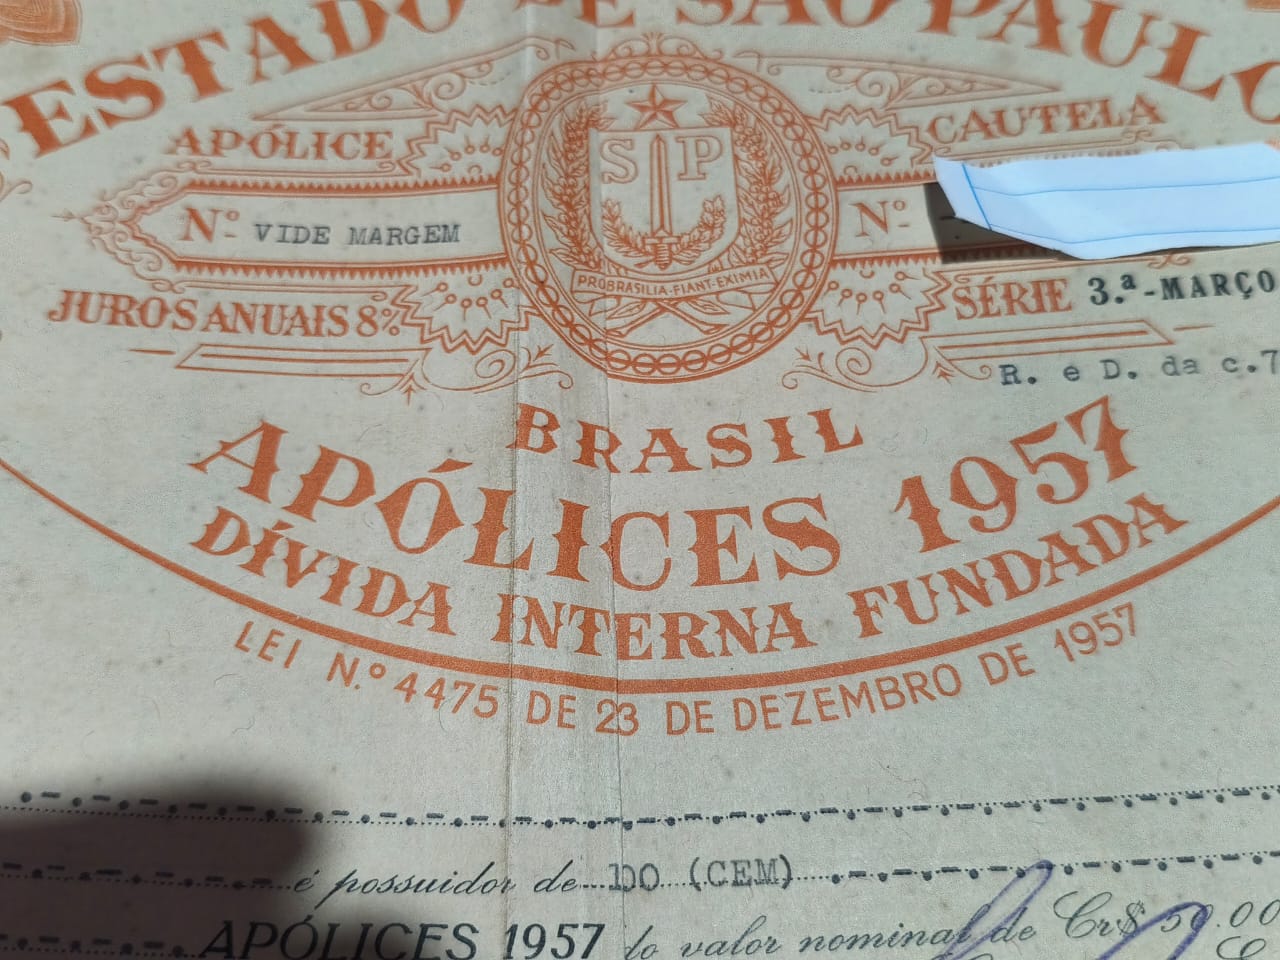 ESTADO DE SÃO PAULO
APÓLICE
CAUTELA
Nº VIDE MARGEM
Nº
S P
PRO BRASILIA · FIANT · EXIMIA
JUROS ANUAIS 8%
SÉRIE 3.ª - MARÇO
R. e D. da c.7
BRASIL
APÓLICES 1957
DÍVIDA INTERNA FUNDADA
LEI N.º 4475 DE 23 DE DEZEMBRO DE 1957
é possuidor de 100 (CEM)
APÓLICES 1957 do valor nominal de Cr$